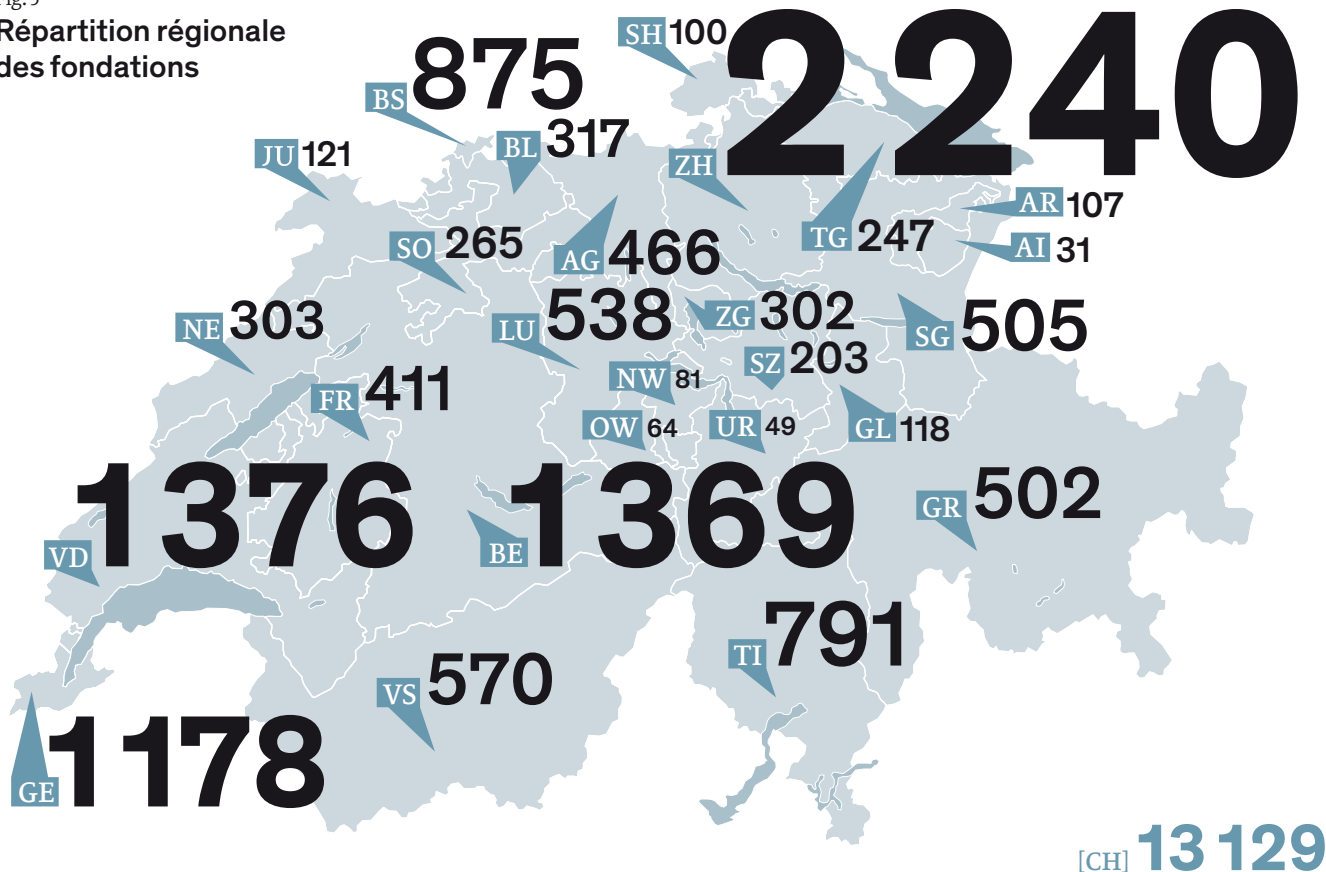 Répartition régionale
des fondations
SH 100
2240
BS 875
BL 317
JU 121
ZH
AR 107
TG 247
AI 31
SO 265
AG 466
LU 538
ZG 302
NE 303
SG 505
SZ 203
NW 81
FR 411
OW 64
UR 49
GL 118
1376
VD
1369
BE
GR 502
791
TI
VS 570
1178
GE
[CH] 13 129